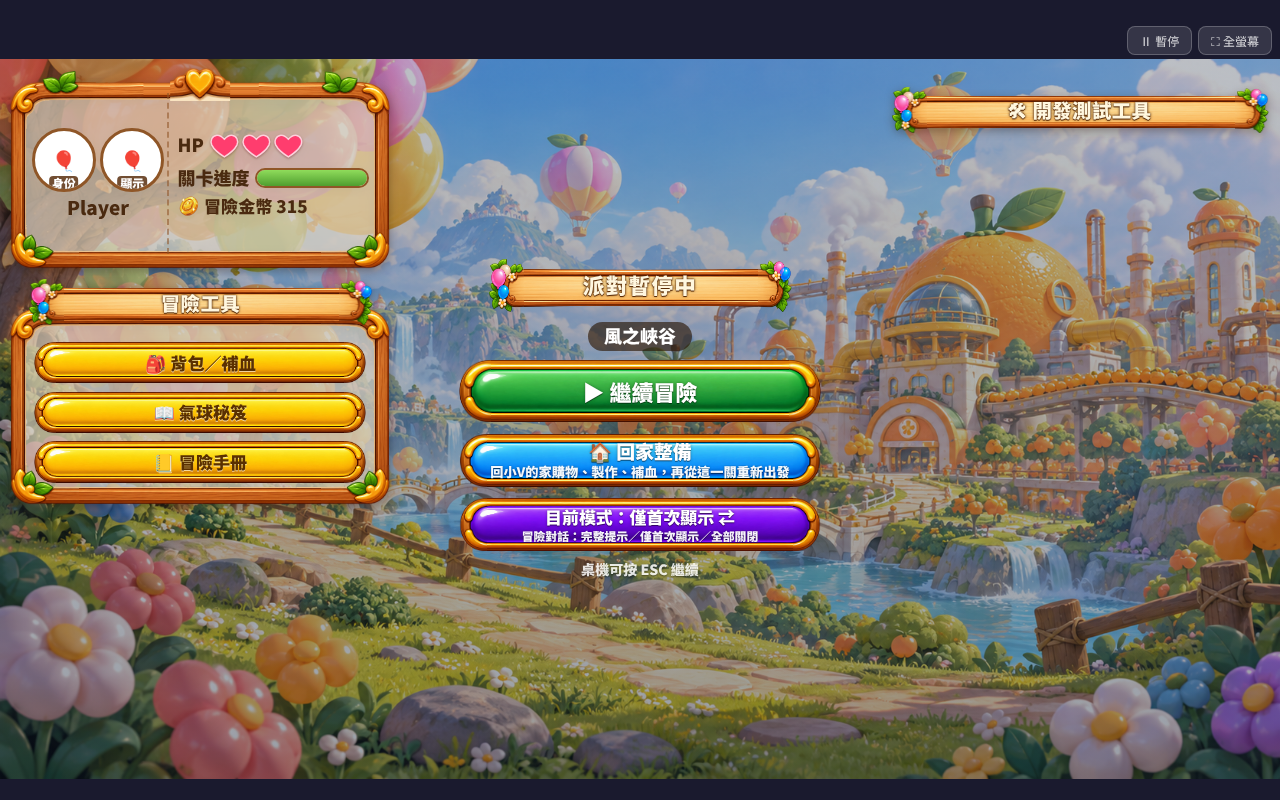 ⏸ 暫停
⛶ 全螢幕
身份
顯示
Player
HP
關卡進度
冒險金幣 315
🛠 開發測試工具
冒險工具
🎒 背包／補血
📖 氣球秘笈
📒 冒險手冊
派對暫停中
風之峽谷
▶ 繼續冒險
🏠 回家整備
回小V的家購物、製作、補血，再從這一關重新出發
目前模式：僅首次顯示 ⇄
冒險對話：完整提示／僅首次顯示／全部關閉
桌機可按 ESC 繼續